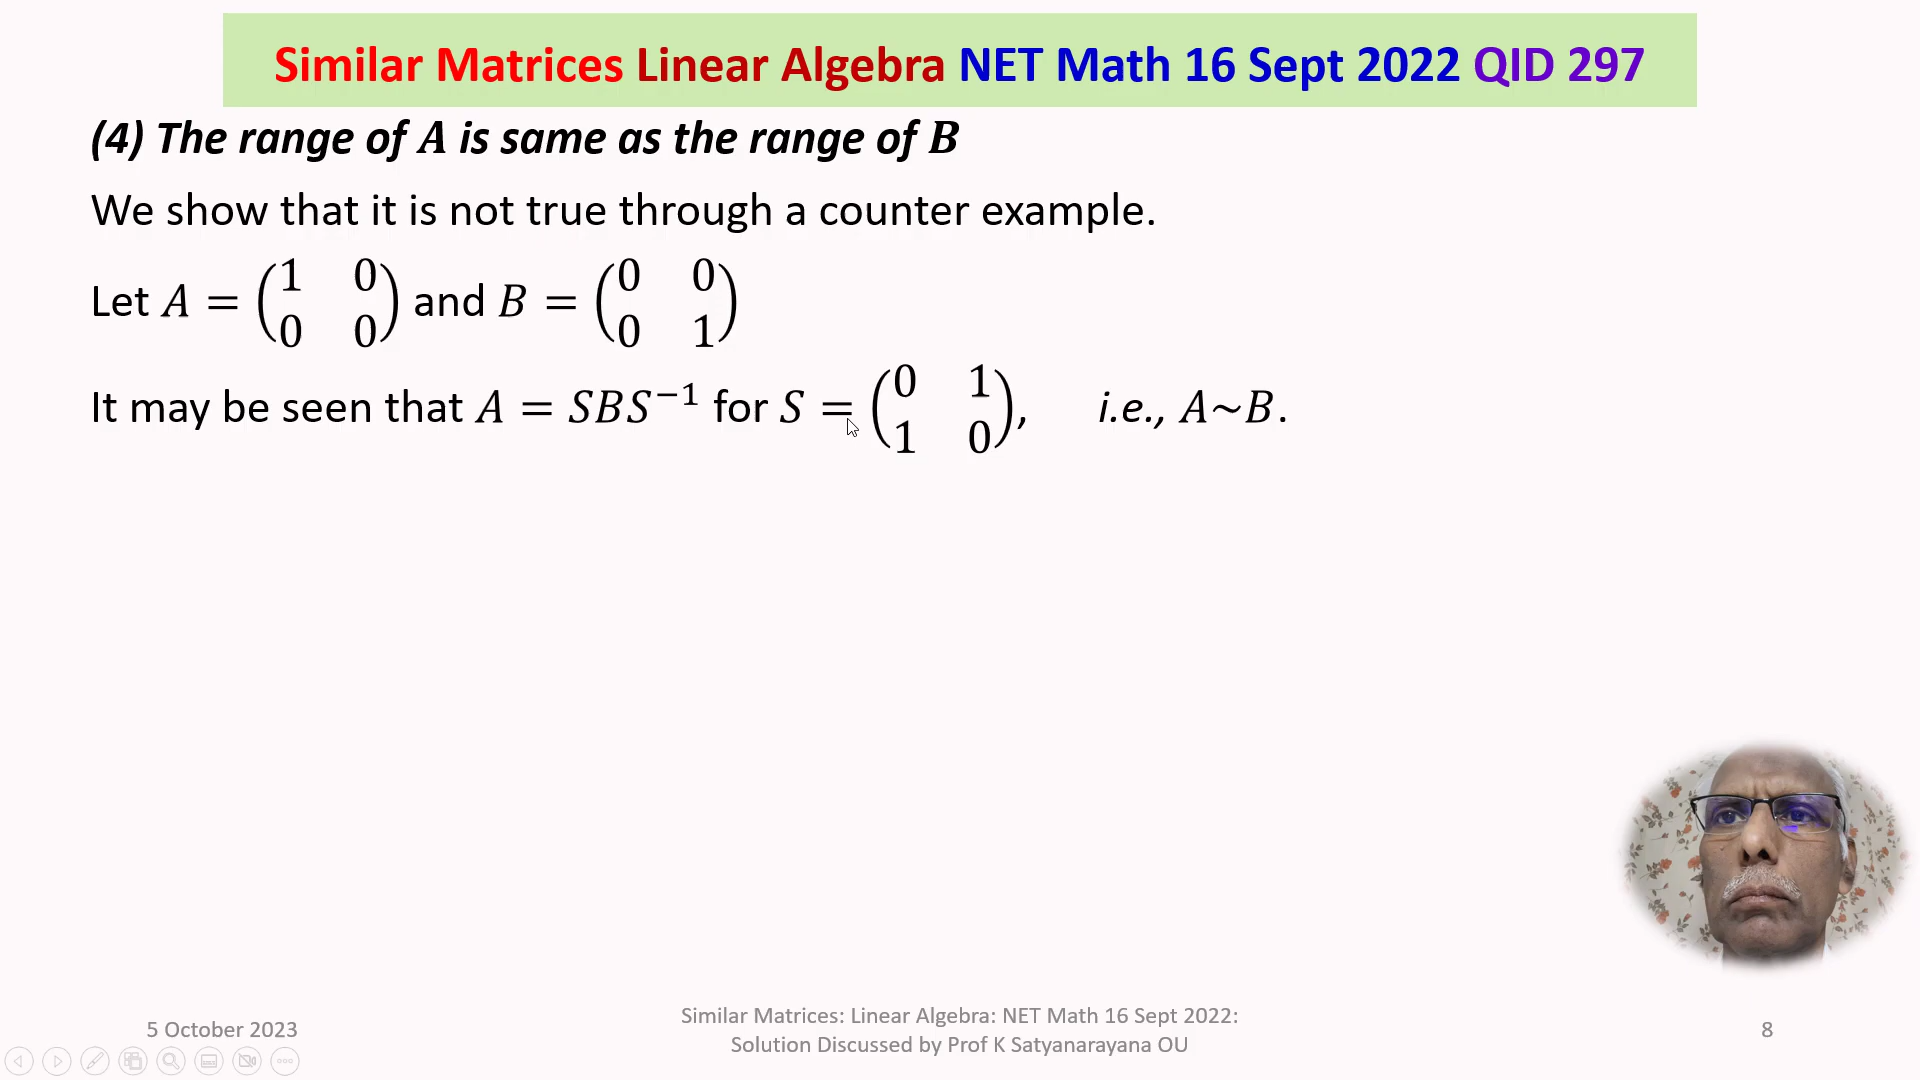 Similar Matrices Linear Algebra NET Math 16 Sept 2022 QID 297
(4) The range of A is same as the range of B
We show that it is not true through a counter example.
Let A = (1 0; 0 0) and B = (0 0; 0 1)
It may be seen that A = SBS⁻¹ for S = (0 1; 1 0), i.e., A~B.
5 October 2023
Similar Matrices: Linear Algebra: NET Math 16 Sept 2022:
Solution Discussed by Prof K Satyanarayana OU
8